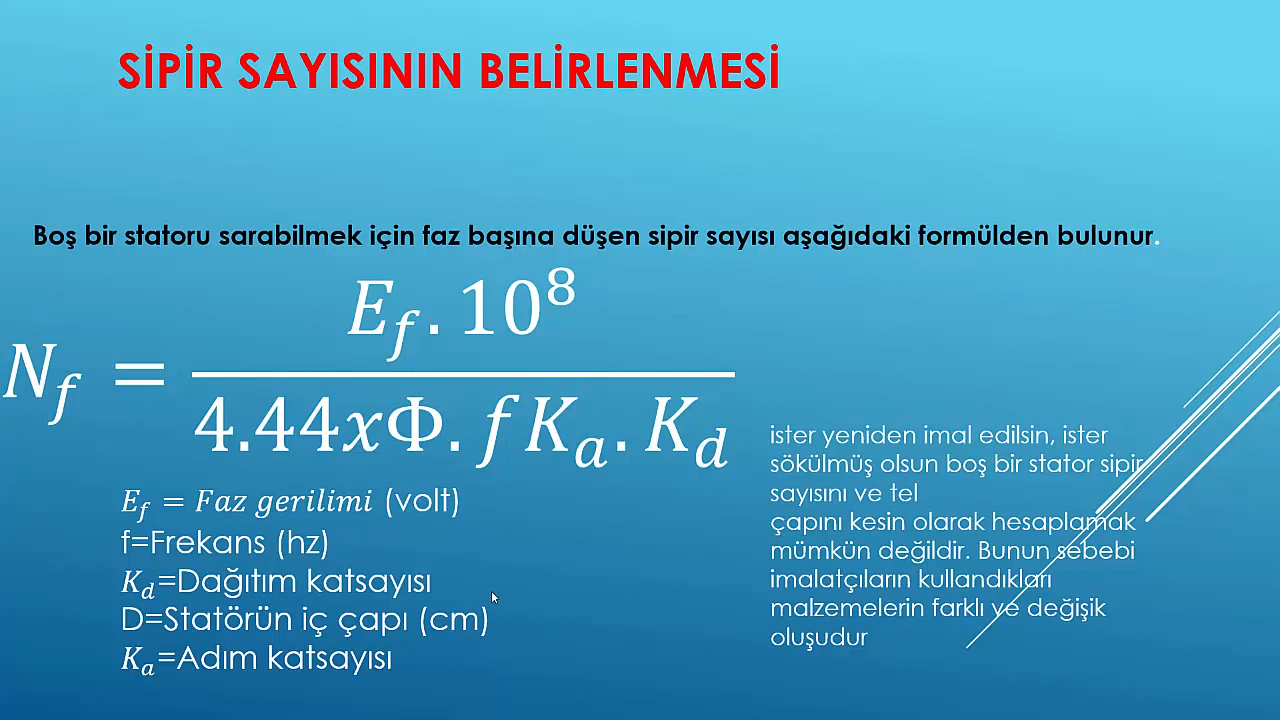 SİPİR SAYISININ BELİRLENMESİ
Boş bir statoru sarabilmek için faz başına düşen sipir sayısı aşağıdaki formülden bulunur.
N_f = \frac{E_f . 10^8}{4.44xΦ. fK_a . K_d}
E_f = Faz gerilimi (volt)
f=Frekans (hz)
K_d=Dağıtım katsayısı
D=Statörün iç çapı (cm)
K_a=Adım katsayısı
ister yeniden imal edilsin, ister
sökülmüş olsun boş bir stator sipir
sayısını ve tel
çapını kesin olarak hesaplamak
mümkün değildir. Bunun sebebi
imalatçıların kullandıkları
malzemelerin farklı ve değişik
oluşudur